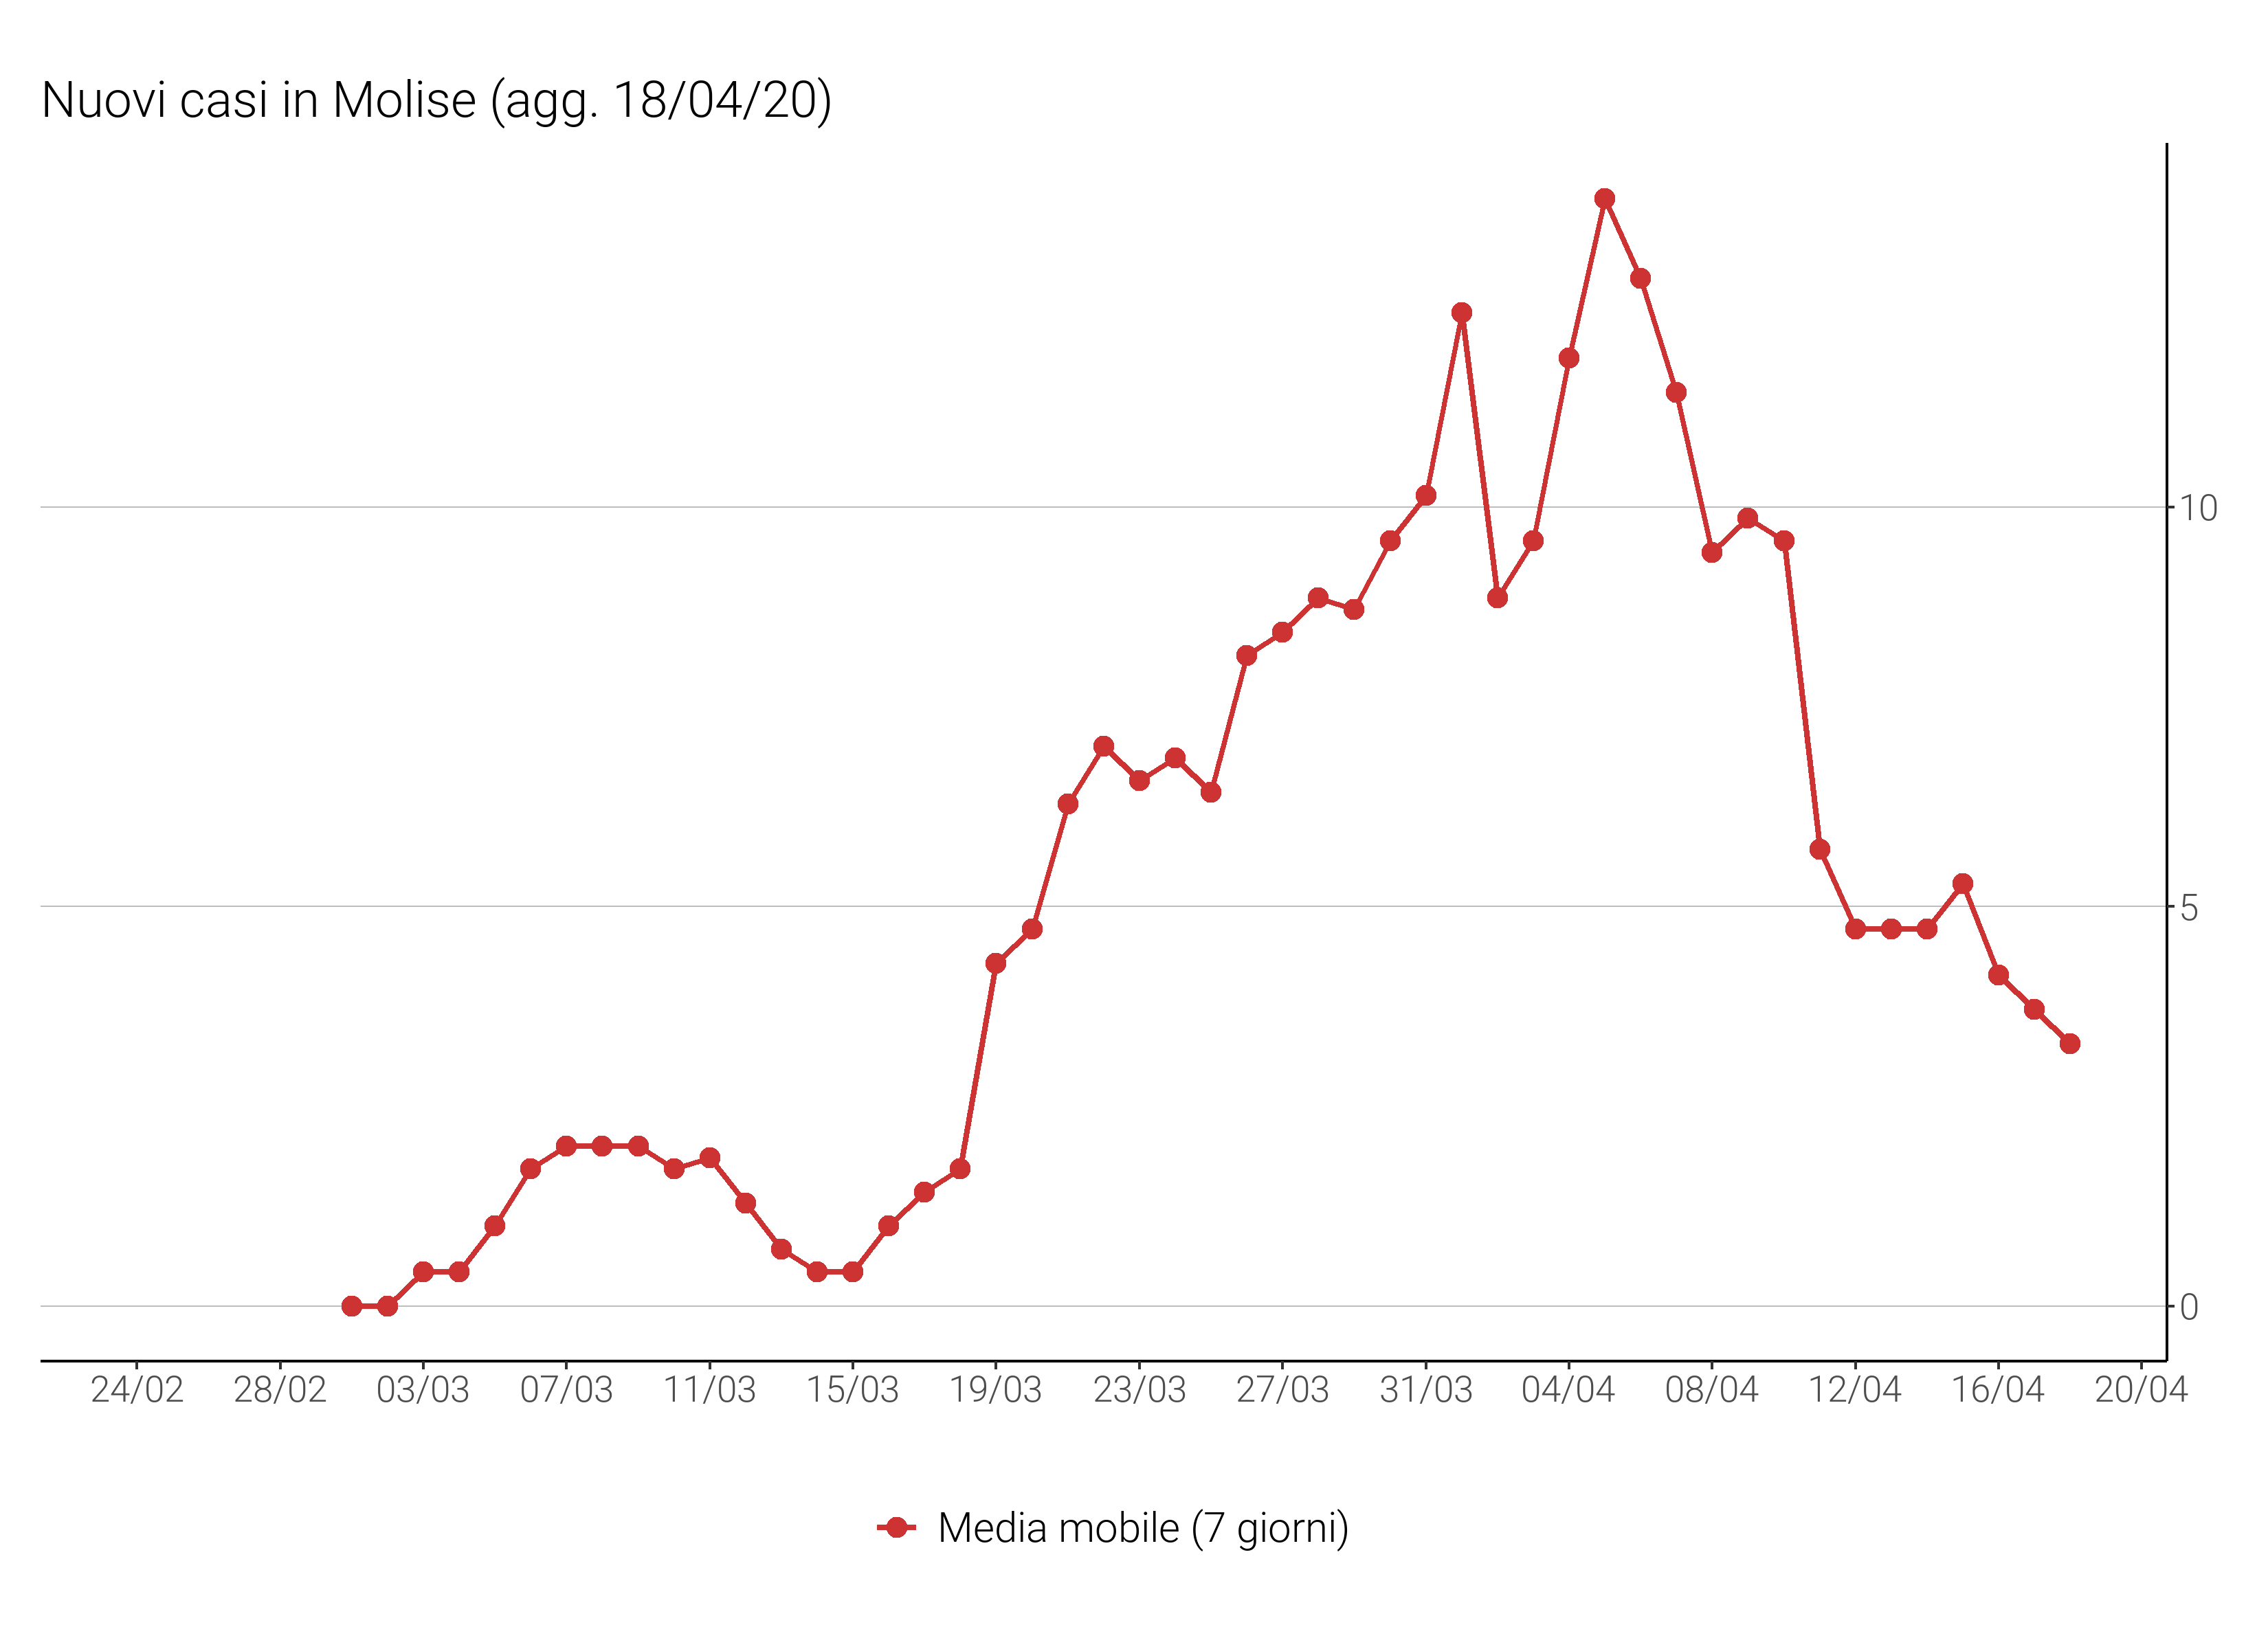 Nuovi casi in Molise (agg. 18/04/20)
10
5
0
24/02 28/02 03/03 07/03 11/03 15/03 19/03 23/03 27/03 31/03 04/04 08/04 12/04 16/04 20/04
Media mobile (7 giorni)